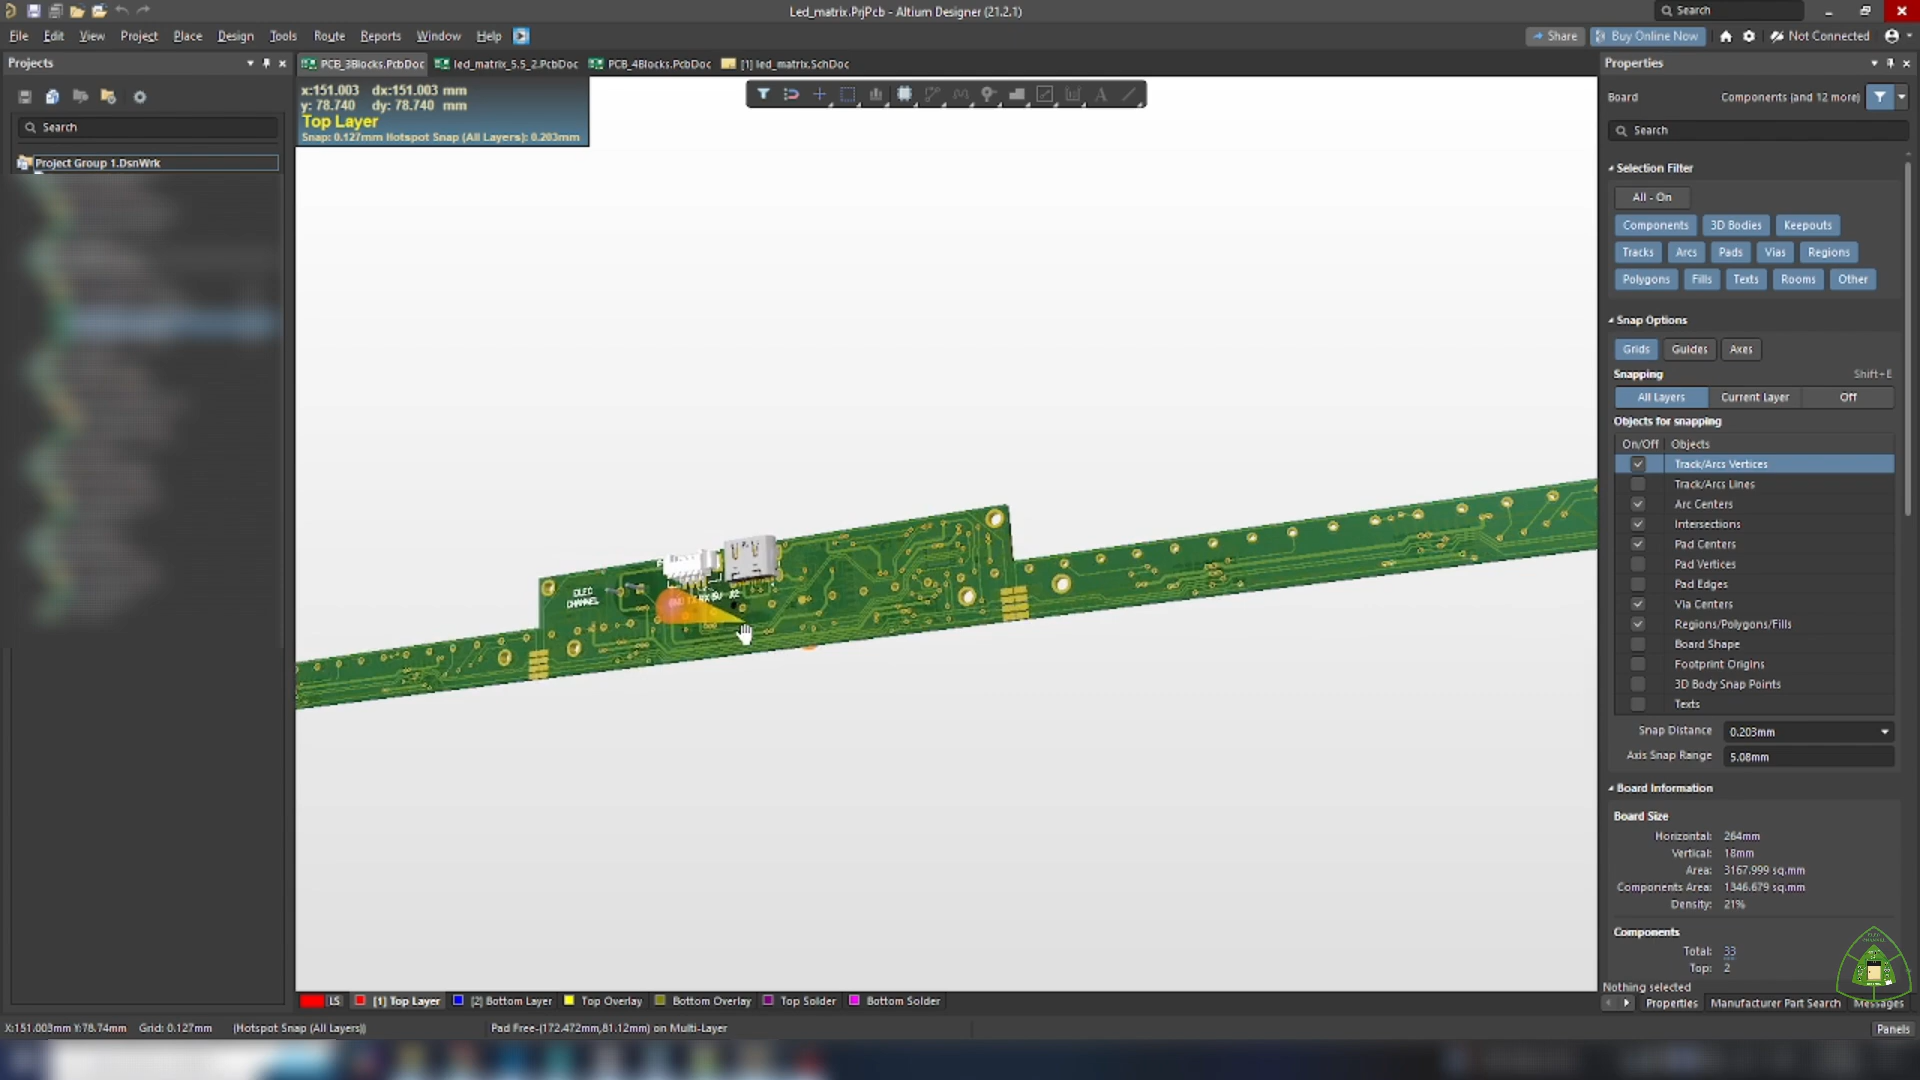 Led_matrix.PrjPcb - Altium Designer (21.2.1)
Search
File Edit View Project Place Design Tools Route Reports Window Help
Share Buy Online Now Not Connected
Projects
Search
Project Group 1.DsnWrk
PCB_3Blocks.PcbDoc led_matrix_5.5_2.PcbDoc PCB_4Blocks.PcbDoc [1] led_matrix.SchDoc
x:151.003 dx:151.003 mm
y: 78.740 dy: 78.740 mm
Top Layer
Snap: 0.127mm Hotspot Snap (All Layers): 0.203mm
DLEC
CHANNEL
Properties
Board Components (and 12 more)
Search
Selection Filter
All - On
Components 3D Bodies Keepouts
Tracks Arcs Pads Vias Regions
Polygons Fills Texts Rooms Other
Snap Options
Grids Guides Axes
Snapping Shift+E
All Layers Current Layer Off
Objects for snapping
On/Off Objects
Track/Arcs Vertices
Track/Arcs Lines
Arc Centers
Intersections
Pad Centers
Pad Vertices
Pad Edges
Via Centers
Regions/Polygons/Fills
Board Shape
Footprint Origins
3D Body Snap Points
Texts
Snap Distance 0.203mm
Axis Snap Range 5.08mm
Board Information
Board Size
Horizontal: 264mm
Vertical: 18mm
Area: 3167.999 sq.mm
Components Area: 1346.679 sq.mm
Density: 21%
Components
Total: 33
Top: 2
Nothing selected
Properties Manufacturer Part Search Messages
LS [1] Top Layer [2] Bottom Layer Top Overlay Bottom Overlay Top Solder Bottom Solder
X:151.003mm Y:78.74mm Grid: 0.127mm (Hotspot Snap (All Layers)) Pad Free-(172.472mm,81.12mm) on Multi-Layer
Panels